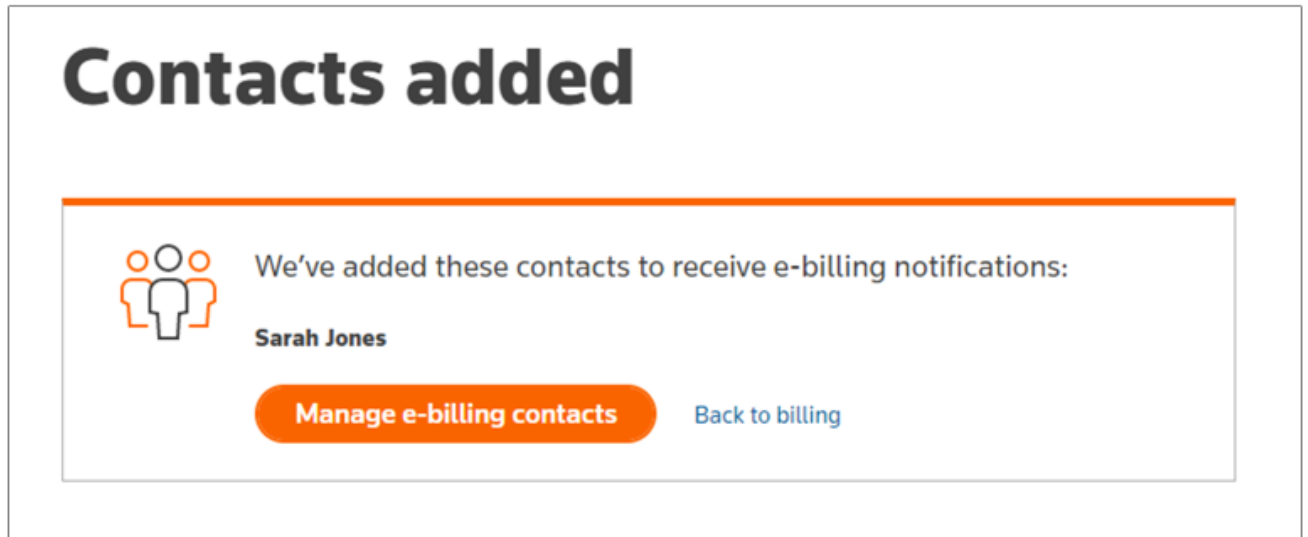 Contacts added
We’ve added these contacts to receive e-billing notifications:
Sarah Jones
Manage e-billing contacts
Back to billing